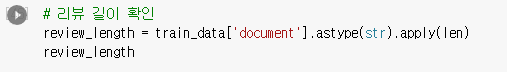 # 리뷰 길이 확인
review_length = train_data['document'].astype(str).apply(len)
review_length